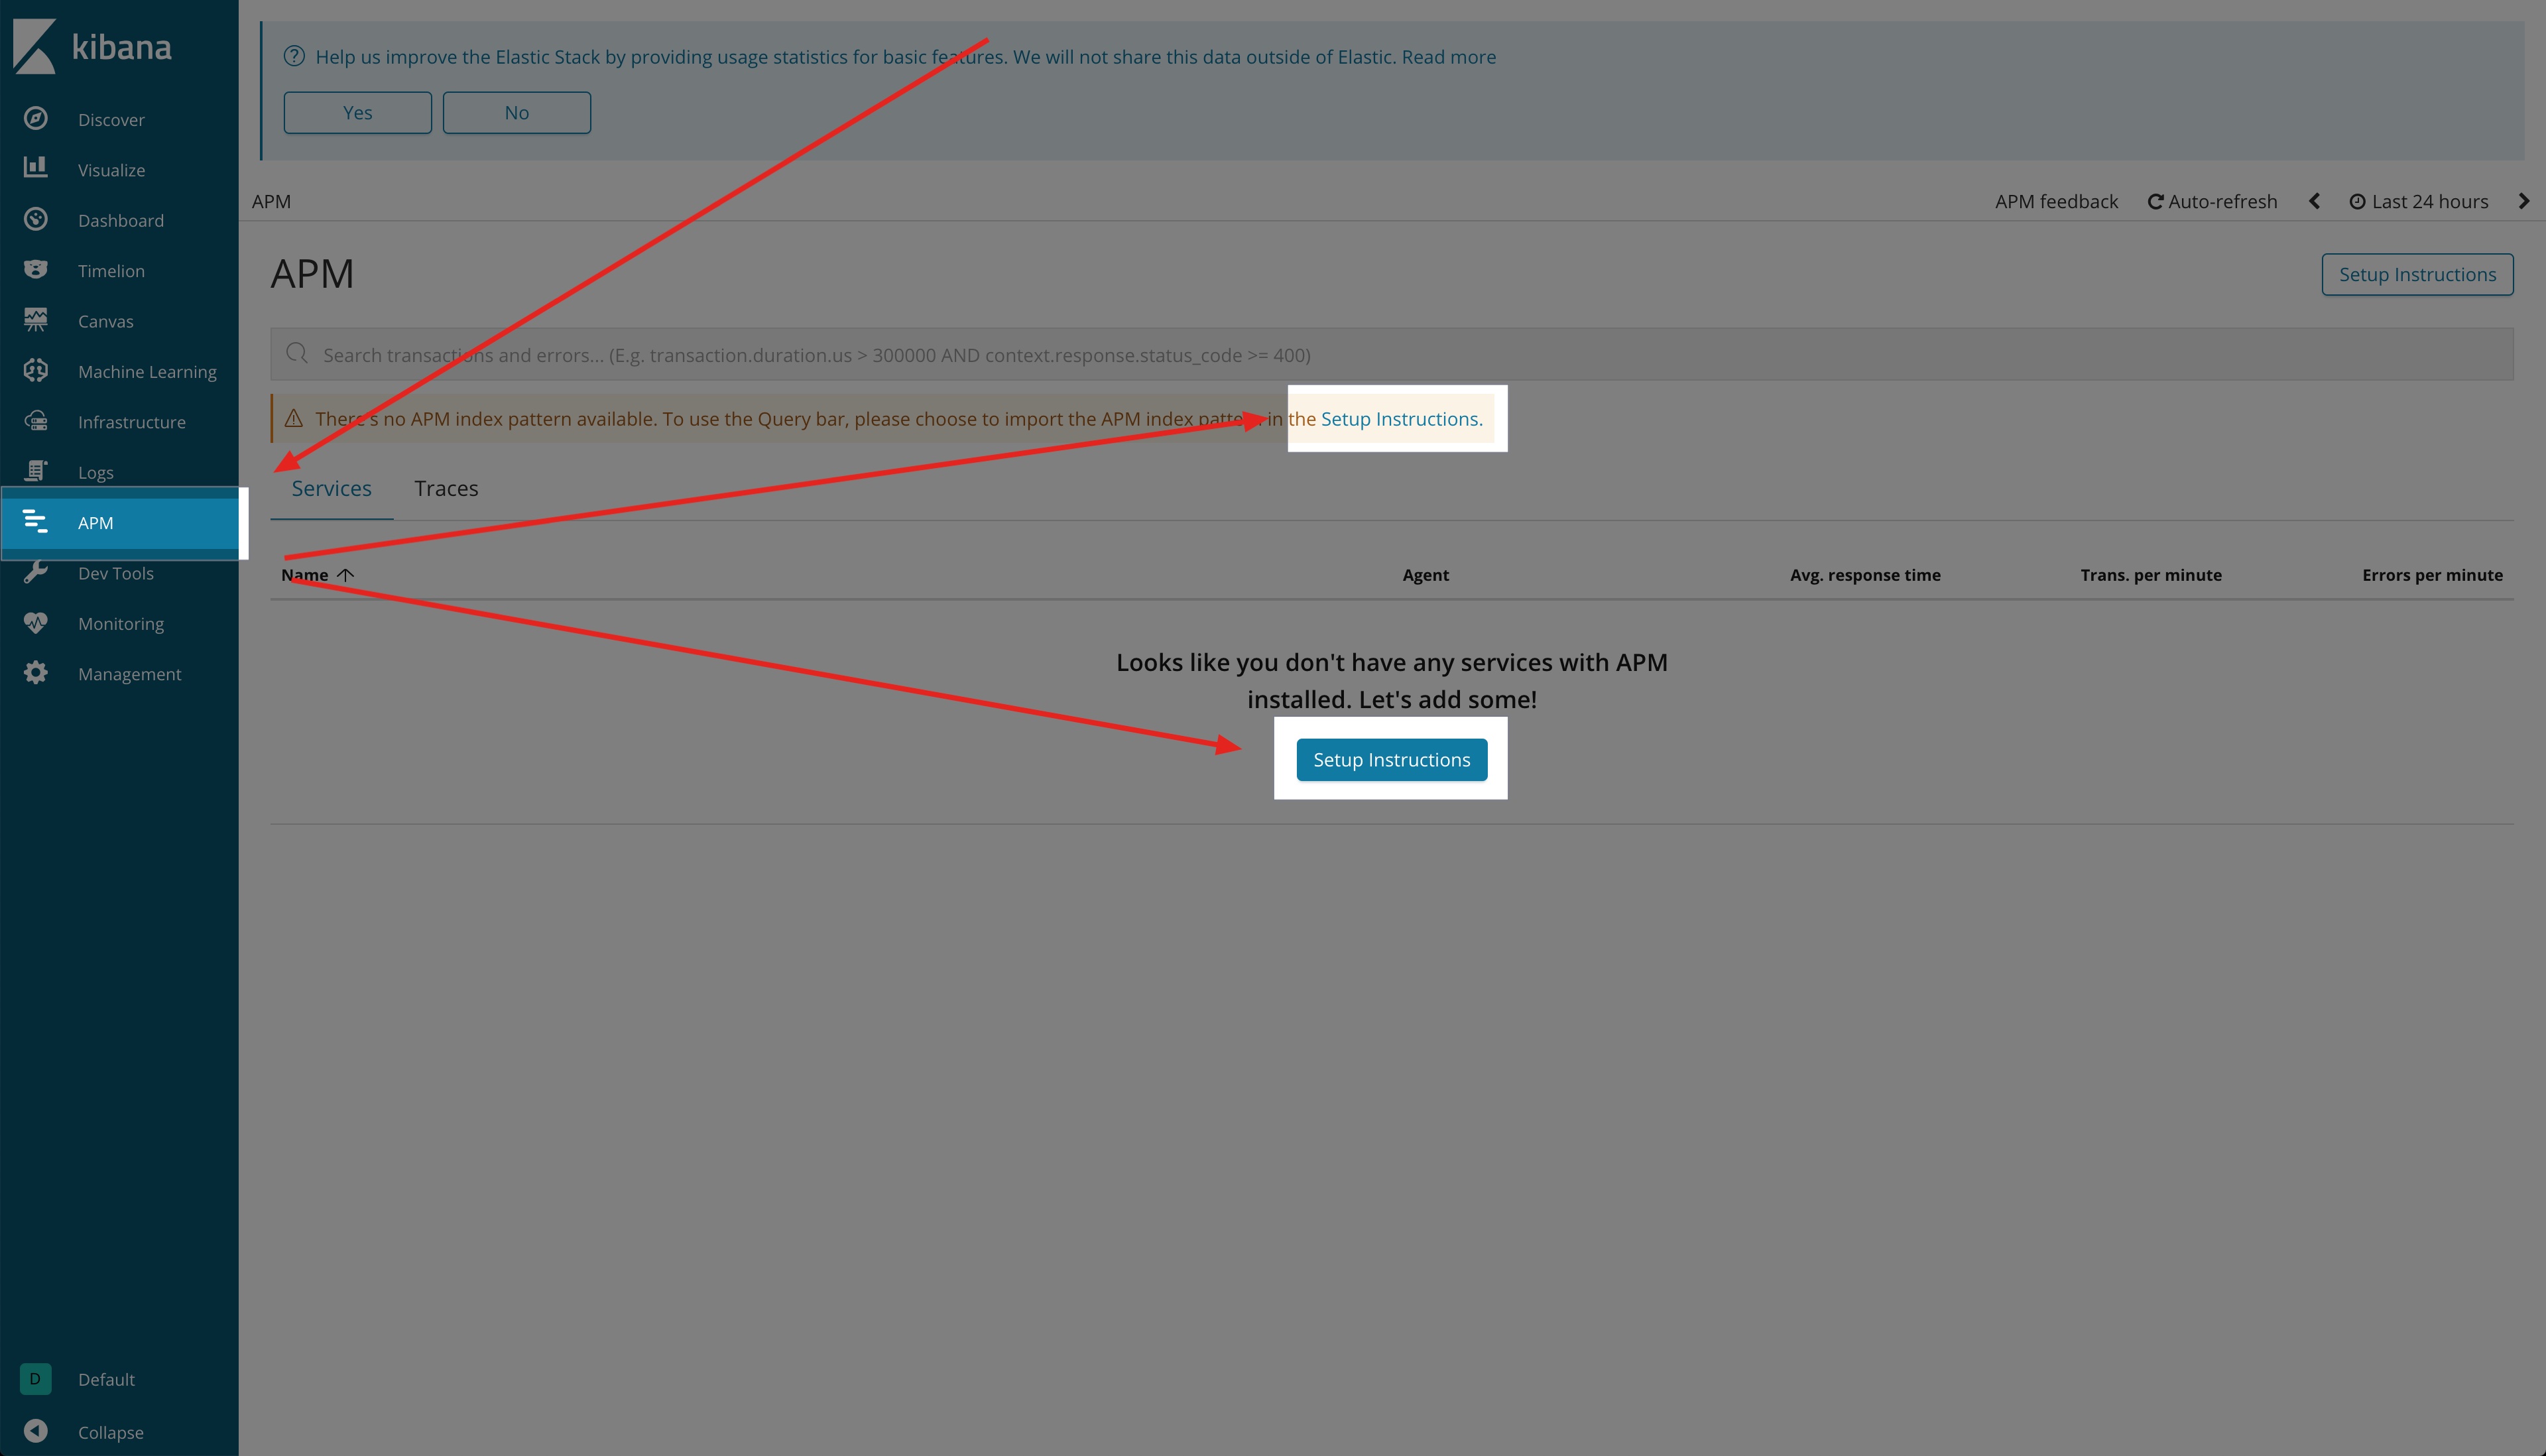 kibana
Discover
Visualize
Dashboard
Timelion
Canvas
Machine Learning
Infrastructure
Logs
APM
Dev Tools
Monitoring
Management
D Default
Collapse
Help us improve the Elastic Stack by providing usage statistics for basic features. We will not share this data outside of Elastic. Read more
Yes No
APM APM feedback Auto-refresh Last 24 hours
APM Setup Instructions
Search transactions and errors... (E.g. transaction.duration.us > 300000 AND context.response.status_code >= 400)
There's no APM index pattern available. To use the Query bar, please choose to import the APM index pattern in the Setup Instructions.
Services Traces
Name Agent Avg. response time Trans. per minute Errors per minute
Looks like you don't have any services with APM
installed. Let's add some!
Setup Instructions